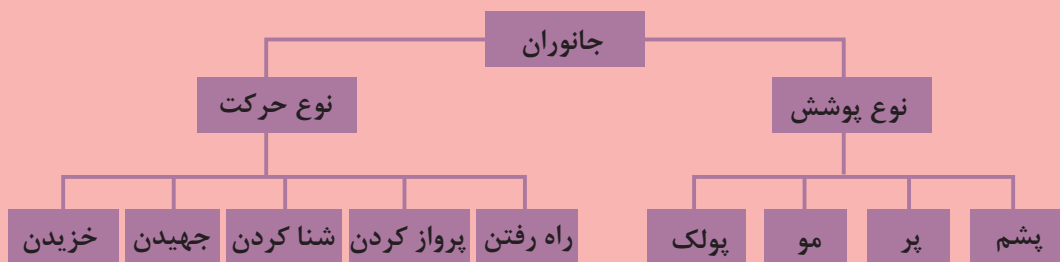 جانوران
نوع پوشش
نوع حرکت
پشم
پر
مو
پولک
راه رفتن
پرواز کردن
شنا کردن
جهیدن
خزیدن